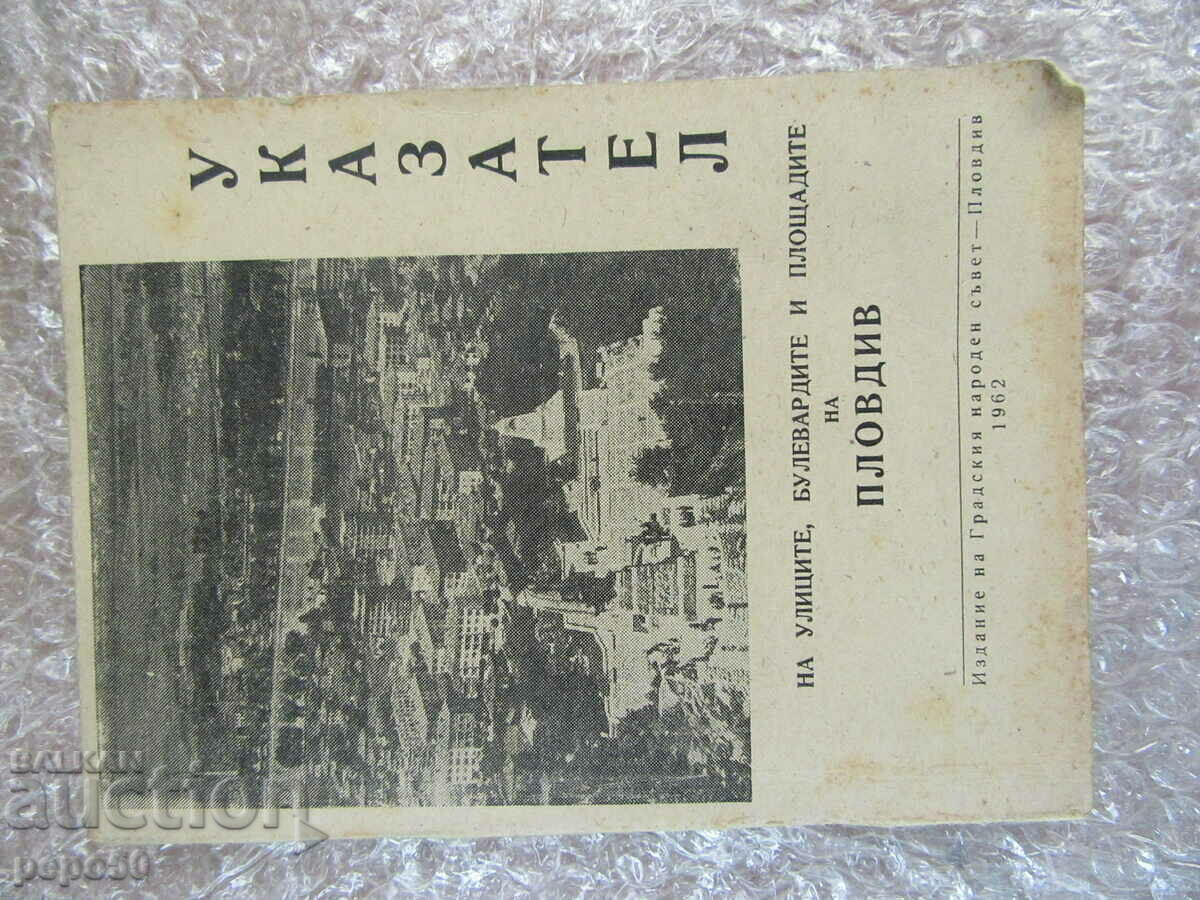 УКАЗАТЕЛ
НА УЛИЦИТЕ, БУЛЕВАРДИТЕ И ПЛОЩАДИТЕ
НА
ПЛОВДИВ
Издание на Градския народен съвет—Пловдив
1962
BALKAN
auction
pepo50